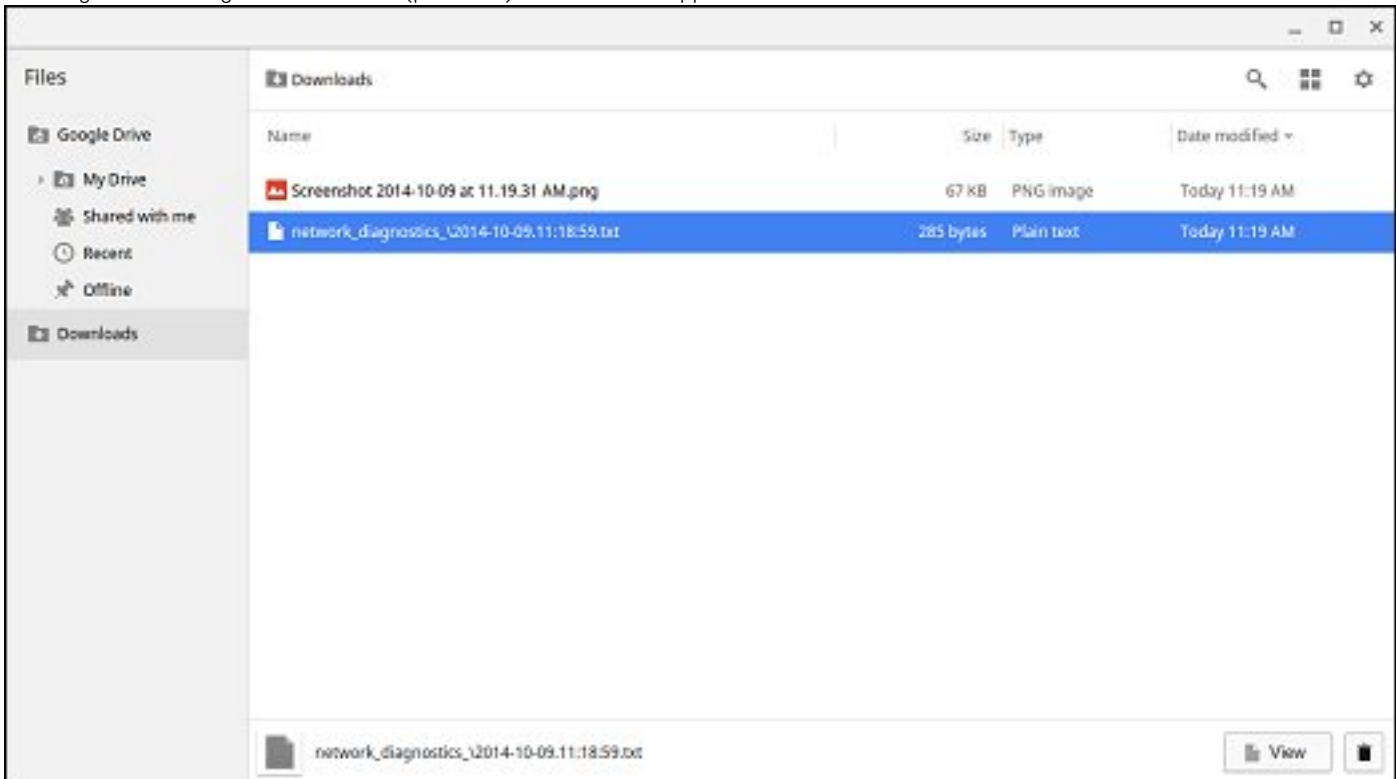 Files
Downloads
Google Drive
My Drive
Shared with me
Recent
Offline
Downloads
Name Size Type Date modified
Screenshot 2014-10-09 at 11.19.31 AM.png 67 KB PNG image Today 11:19 AM
network_diagnostics_\2014-10-09.11:18:59.txt 285 bytes Plain text Today 11:19 AM
network_diagnostics_\2014-10-09.11:18:59.txt View